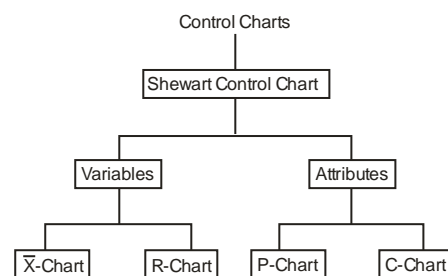 Control Charts
Shewart Control Chart
Variables Attributes
X̅-Chart R-Chart P-Chart C-Chart